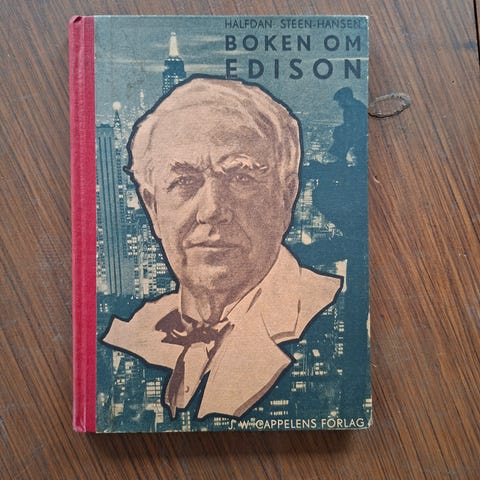 HALFDAN STEEN-HANSEN
BOKEN OM
EDISON
J. W. CAPPELENS FORLAG